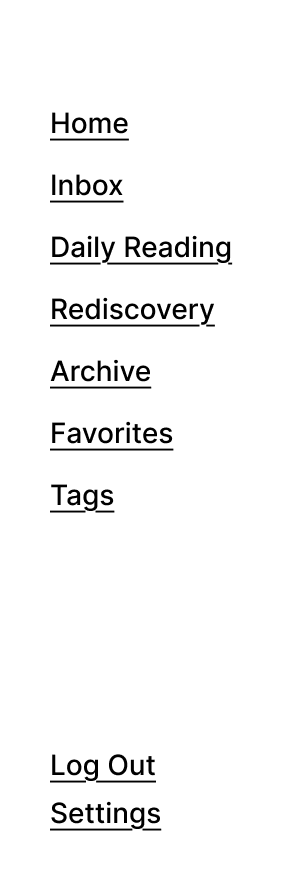 Home
Inbox
Daily Reading
Rediscovery
Archive
Favorites
Tags
Log Out
Settings